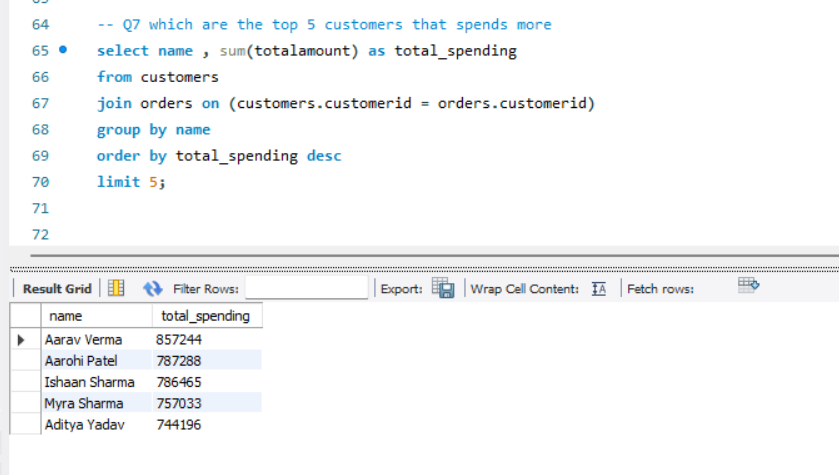 64 -- Q7 which are the top 5 customers that spends more
65 select name , sum(totalamount) as total_spending
66 from customers
67 join orders on (customers.customerid = orders.customerid)
68 group by name
69 order by total_spending desc
70 limit 5;
71
72
Result Grid Filter Rows: Export: Wrap Cell Content: IA Fetch rows:
name total_spending
Aarav Verma 857244
Aarohi Patel 787288
Ishaan Sharma 786465
Myra Sharma 757033
Aditya Yadav 744196